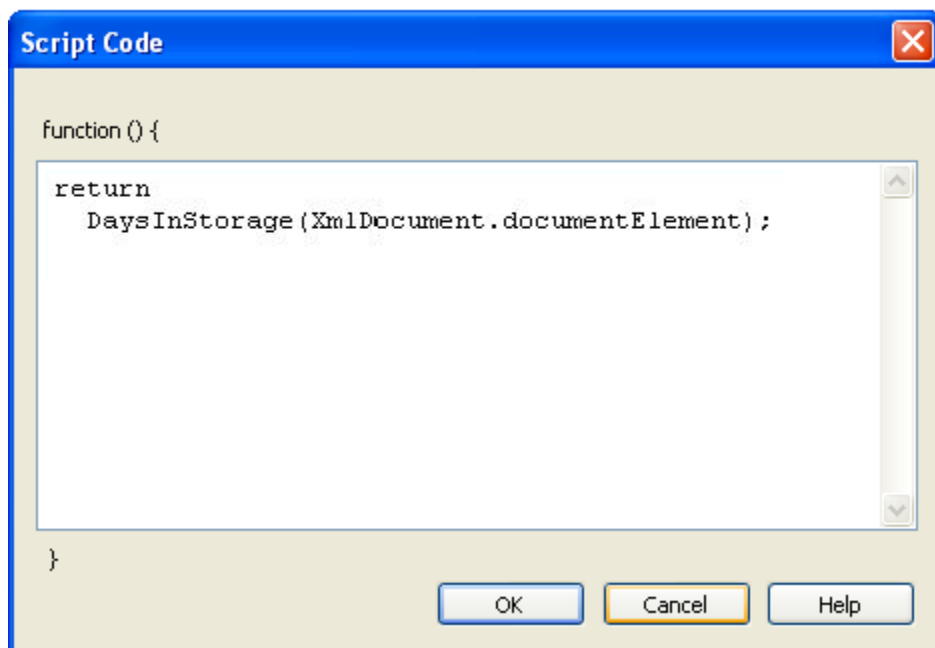 Script Code
function () {
return
DaysInStorage(XmlDocument.documentElement);
}
OK Cancel Help